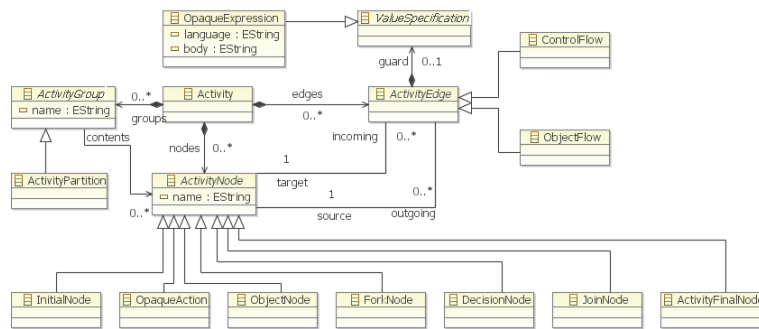 OpaqueExpression
language : EString
body : EString
ValueSpecification
guard
0..1
ControlFlow
ActivityGroup
name : EString
0..*
groups
Activity
edges
0..*
ActivityEdge
contents
nodes
0..*
incoming
0..*
ObjectFlow
ActivityPartition
ActivityNode
name : EString
0..*
1
target
1
source
0..*
outgoing
InitialNode
OpaqueAction
ObjectNode
ForkNode
DecisionNode
JoinNode
ActivityFinalNode